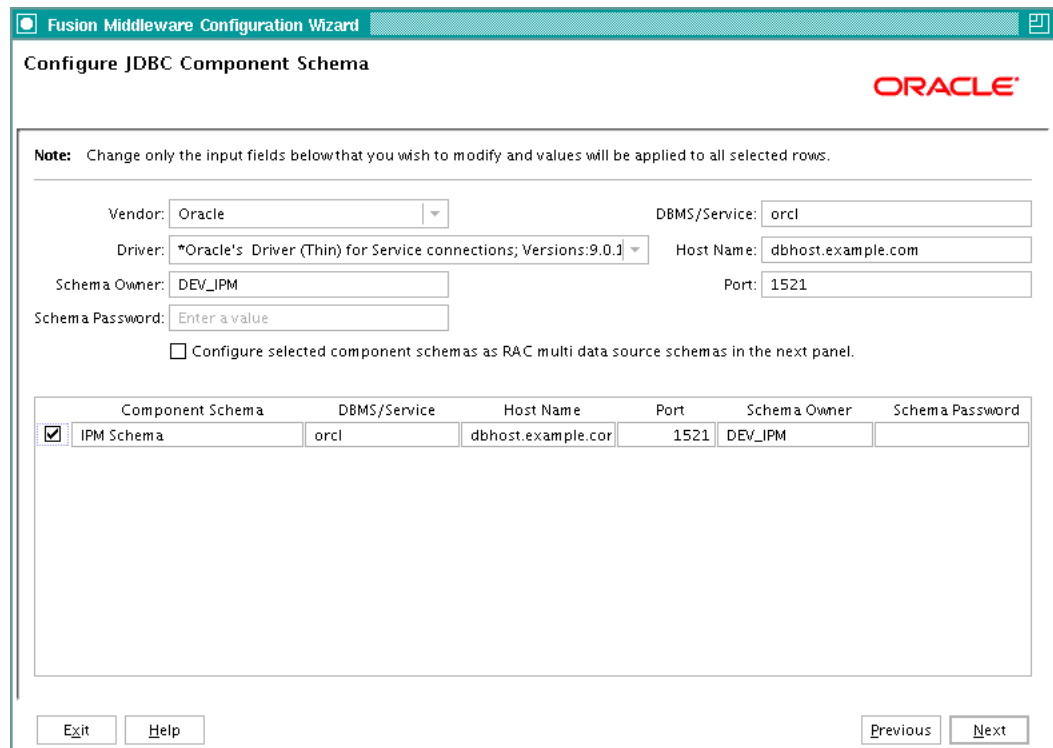 Fusion Middleware Configuration Wizard
Configure JDBC Component Schema
ORACLE
Note: Change only the input fields below that you wish to modify and values will be applied to all selected rows.
Vendor: Oracle DBMS/Service: orcl
Driver: *Oracle's Driver (Thin) for Service connections; Versions:9.0.1 Host Name: dbhost.example.com
Schema Owner: DEV_IPM Port: 1521
Schema Password: Enter a value
Configure selected component schemas as RAC multi data source schemas in the next panel.
Component Schema DBMS/Service Host Name Port Schema Owner Schema Password
IPM Schema orcl dbhost.example.cor 1521 DEV_IPM
Exit Help Previous Next